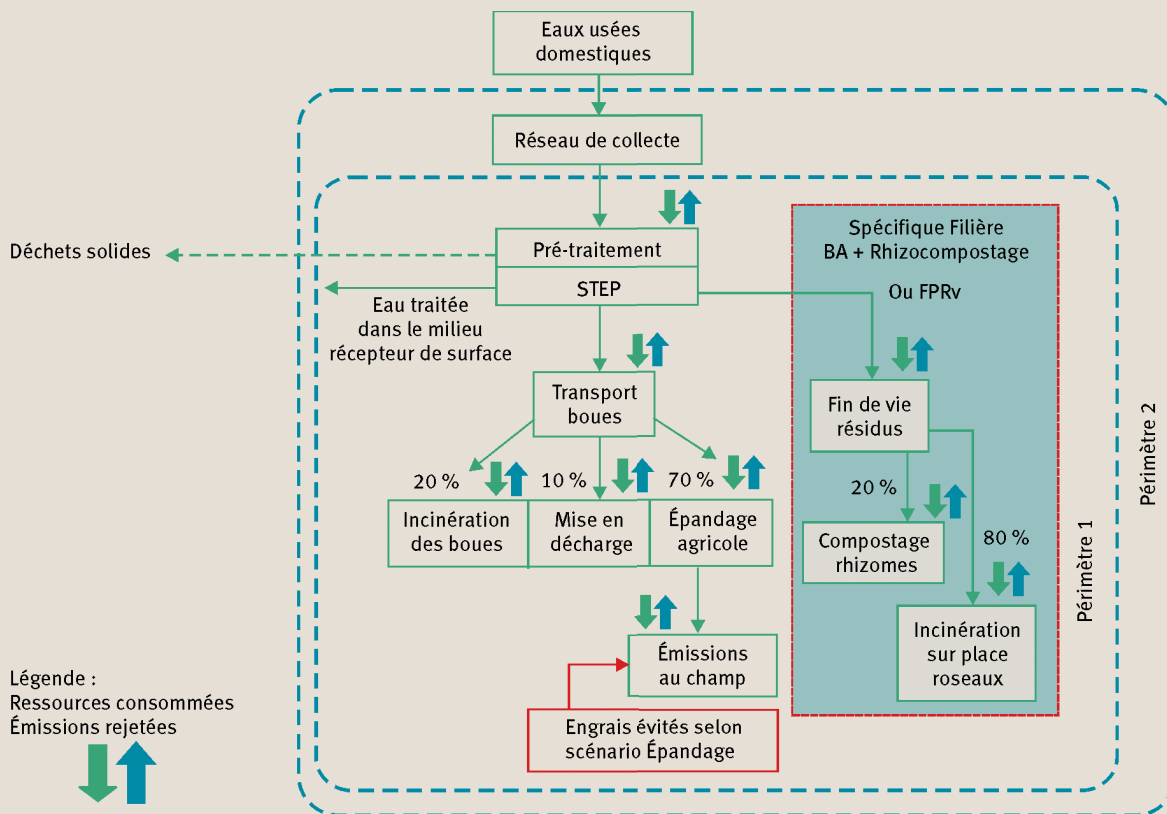 Eaux usées
domestiques
Réseau de collecte
Déchets solides
Pré-traitement
STEP
Eau traitée
dans le milieu
récepteur de surface
Spécifique Filière
BA + Rhizocompostage
Ou FPRv
Transport
boues
Fin de vie
résidus
20 %
10 %
70 %
Incinération
des boues
Mise en
décharge
Épandage
agricole
20 %
Compostage
rhizomes
80 %
Incinération
sur place
roseaux
Émissions
au champ
Engrais évités selon
scénario Épandage
Périmètre 1
Périmètre 2
Légende :
Ressources consommées
Émissions rejetées